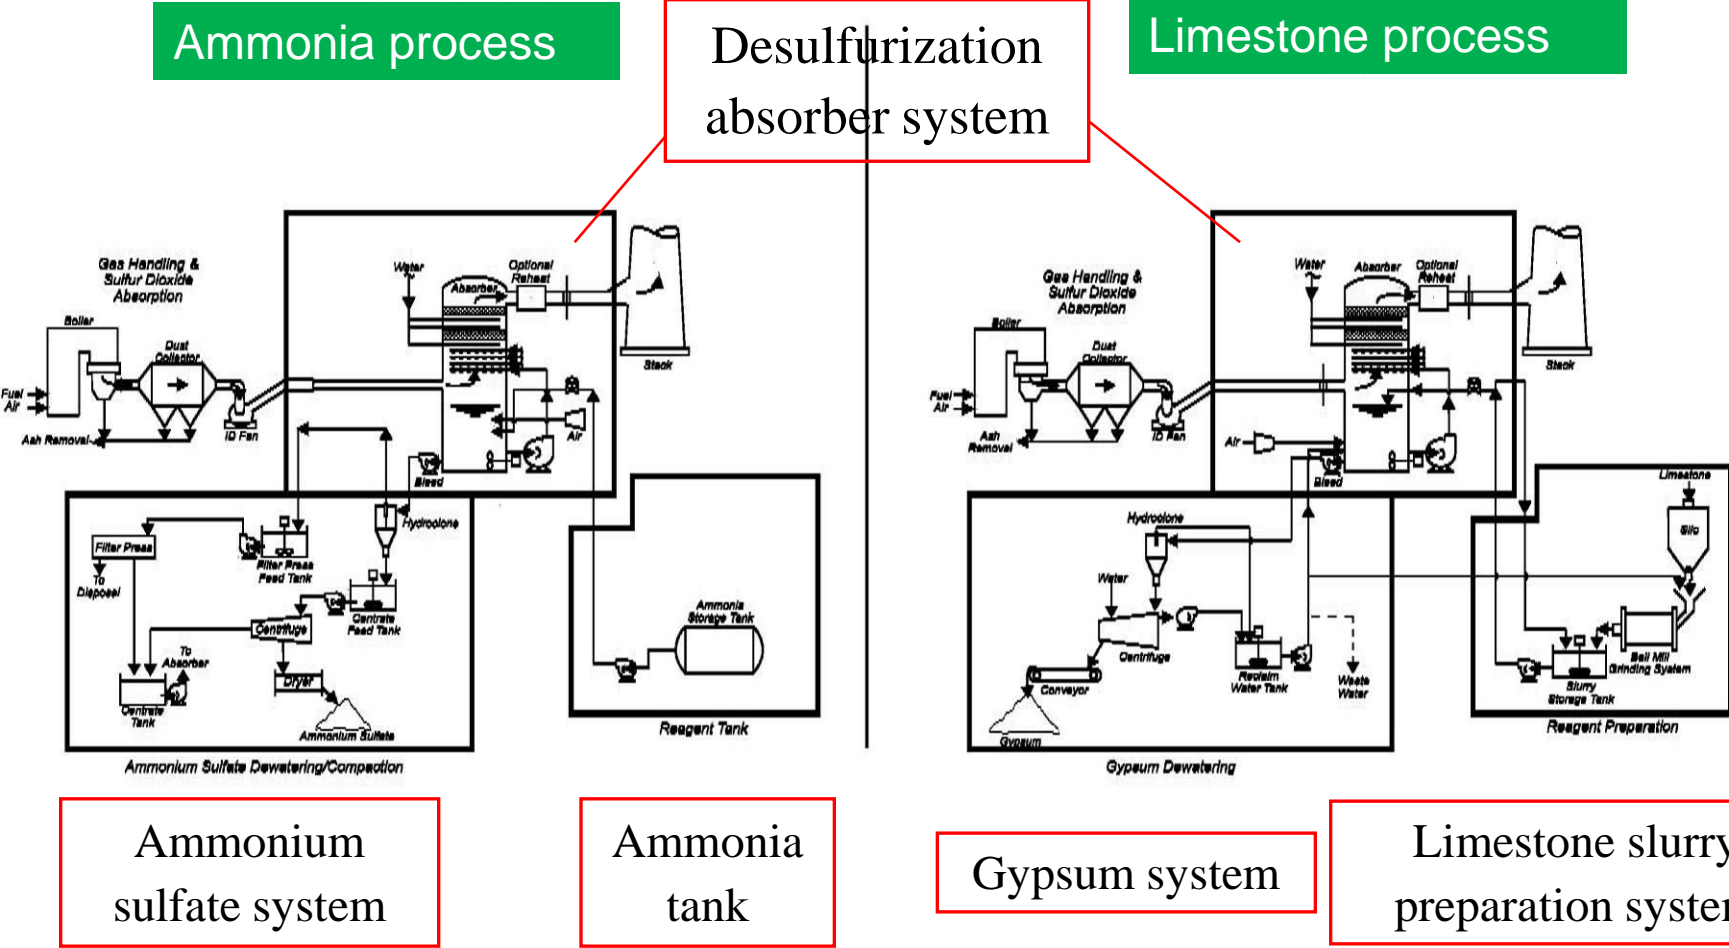 Ammonia process
Desulfurization
absorber system
Limestone process
Gas Handling &
Sulfur Dioxide
Absorption
Boiler
Dust
Collector
Fuel
Air
Ash Removal
ID Fan
Water
Absorber
Optional
Reheat
Stack
Air
Bleed
Hydroclone
Filter Press
To
Disposal
Filter Press
Feed Tank
Centrate
Feed Tank
Centrifuge
To
Absorber
Dryer
Centrate
Tank
Ammonium Sulfate
Ammonium Sulfate Dewatering/Compaction
Ammonia
Storage Tank
Reagent Tank
Gas Handling &
Sulfur Dioxide
Absorption
Boiler
Dust
Collector
Fuel
Air
Ash
Removal
ID Fan
Water
Absorber
Optional
Reheat
Stack
Air
Bleed
Hydroclone
Water
Centrifuge
Conveyor
Gypsum
Reclaim
Water Tank
Waste
Water
Gypsum Dewatering
Limestone
Silo
Ball Mill
Grinding System
Slurry
Storage Tank
Reagent Preparation
Ammonium
sulfate system
Ammonia
tank
Gypsum system
Limestone slurry
preparation system